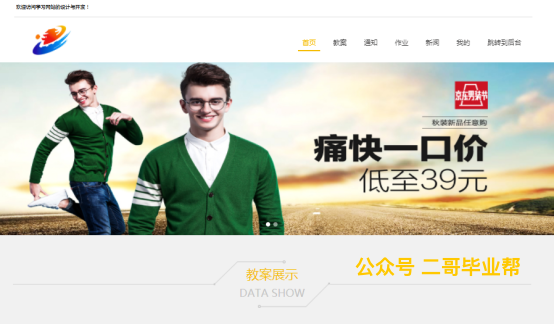 欢迎访问学习网站的设计与开发！
首页 教案 通知 作业 新闻 我的 跳转到后台
京东男装节
秋装新品任意购
痛快一口价
低至39元
教案展示
DATA SHOW
公众号 二哥毕业帮